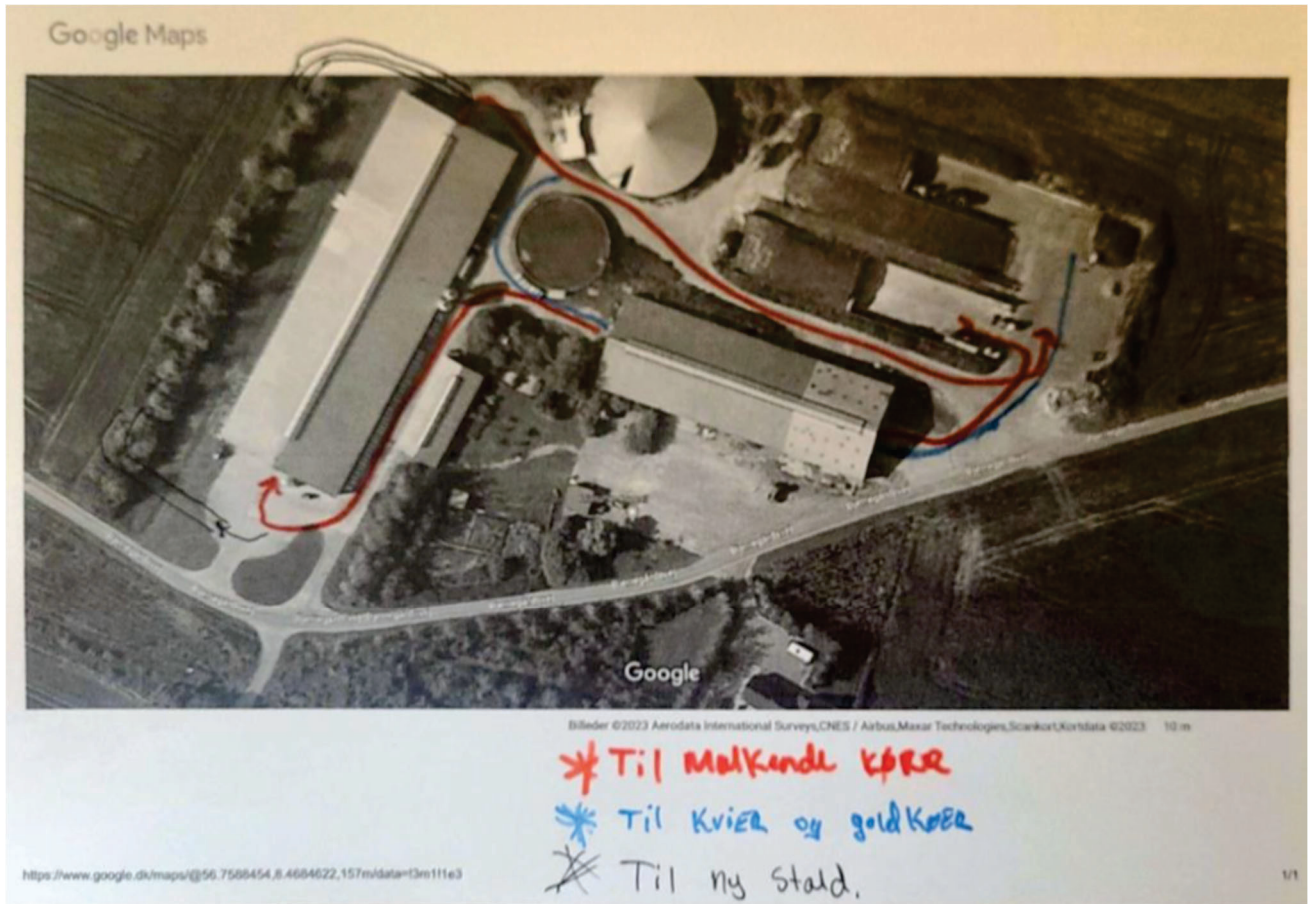 Google Maps
Google
Billeder ©2023 Aerodata International Surveys,CNES / Airbus,Maxar Technologies,Scankort,Kortdata ©2023 10 m
Til Malkende KØRR
Til KviER og goldKøER
Til ny Stald.
https://www.google.dk/maps/@56.7588454,8.4684622,157m/data=!3m1!1e3
1/1